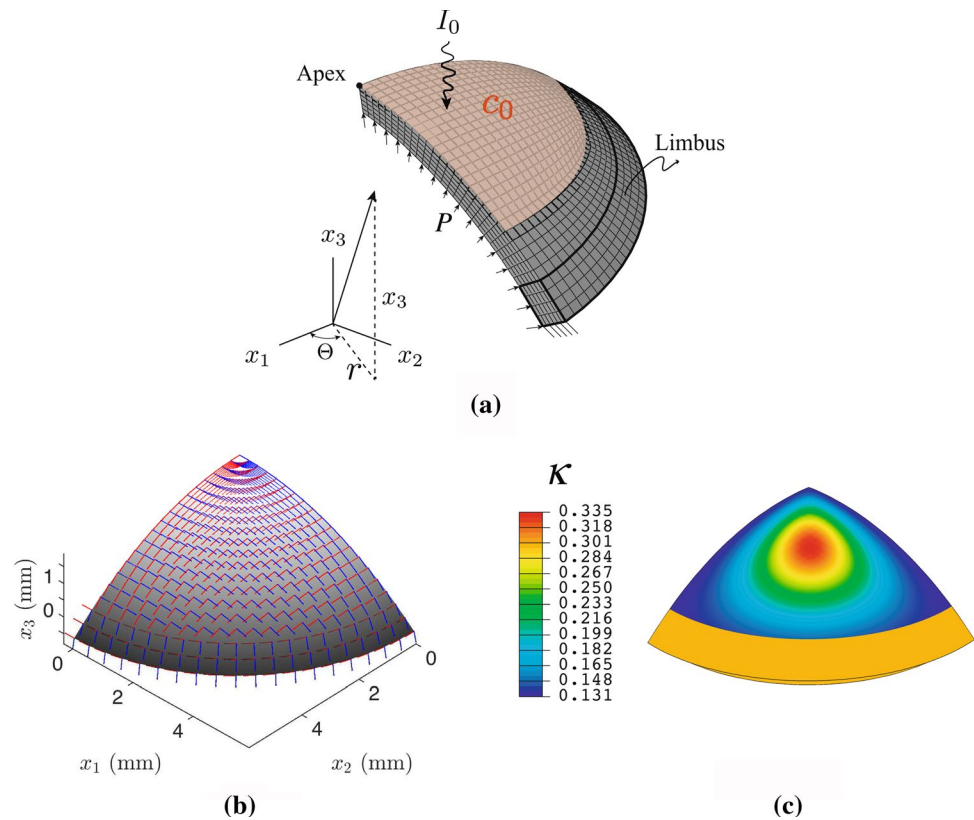 I₀
Apex
c₀
Limbus
P
x₃
x₃
x₁
Θ
r
x₂
(a)
x₃ (mm)
1
0
0
2
4
x₁ (mm)
0
2
4
x₂ (mm)
(b)
κ
0.335
0.318
0.301
0.284
0.267
0.250
0.233
0.216
0.199
0.182
0.165
0.148
0.131
(c)